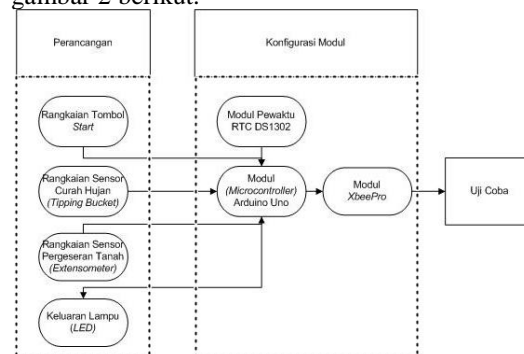 gambar 2 berikut.
Perancangan
Konfigurasi Modul
Rangkaian Tombol
Start
Modul Pewaktu
RTC DS1302
Rangkaian Sensor
Curah Hujan
(Tipping Bucket)
Modul
(Microcontroller)
Arduino Uno
Modul
XbeePro
Uji Coba
Rangkaian Sensor
Pergeseran Tanah
(Extensometer)
Keluaran Lampu
(LED)